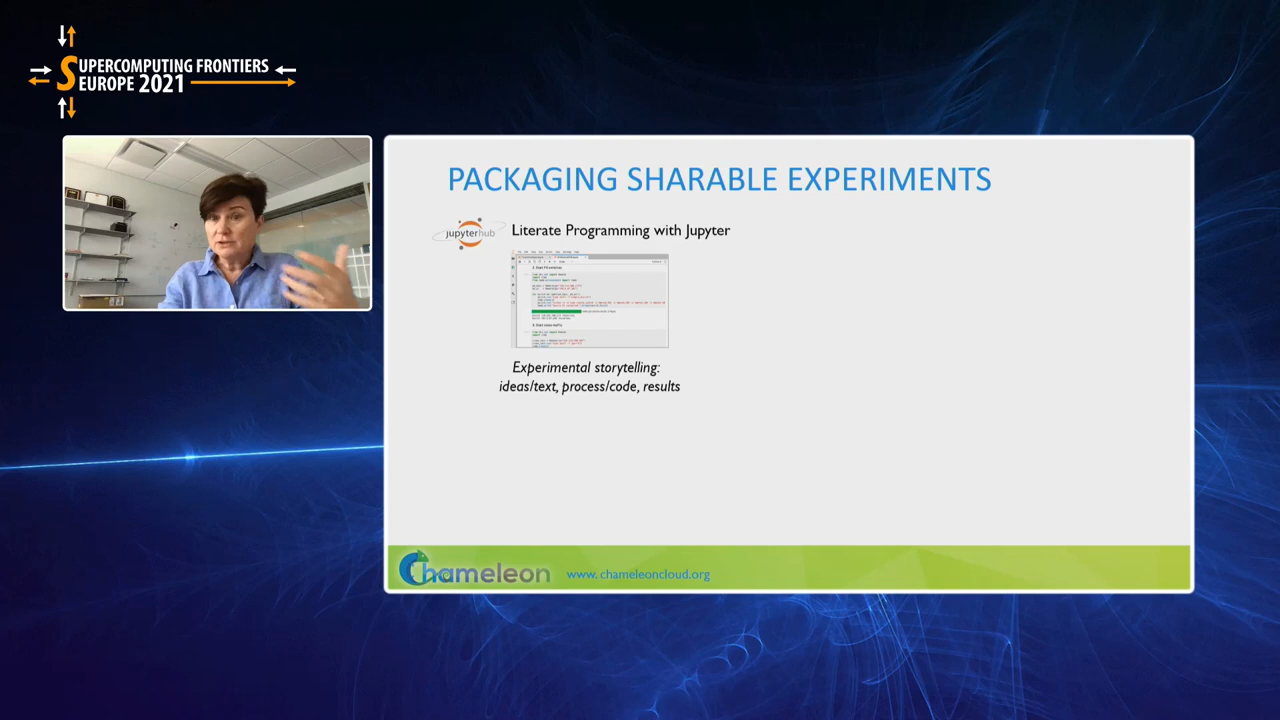 SUPERCOMPUTING FRONTIERS
EUROPE 2021
PACKAGING SHARABLE EXPERIMENTS
jupyterhub
Literate Programming with Jupyter
Experimental storytelling:
ideas/text, process/code, results
Chameleon
www.chameleoncloud.org